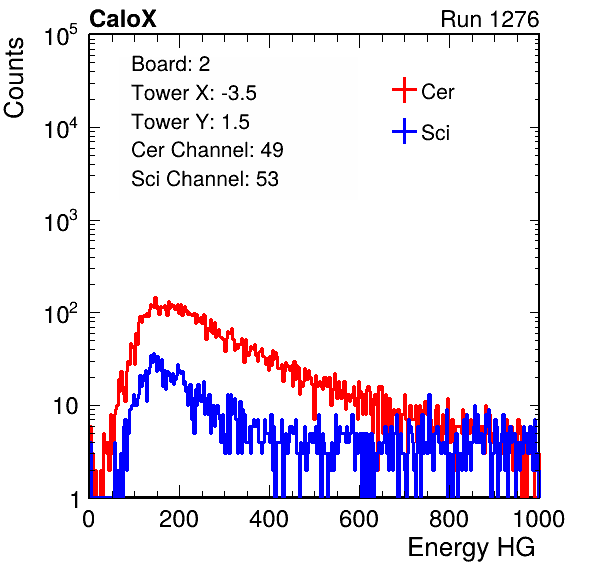 CaloX Run 1276
Counts
Board: 2
Tower X: -3.5
Tower Y: 1.5
Cer Channel: 49
Sci Channel: 53
Cer
Sci
10^5
10^4
10^3
10^2
10
1
0 200 400 600 800 1000
Energy HG